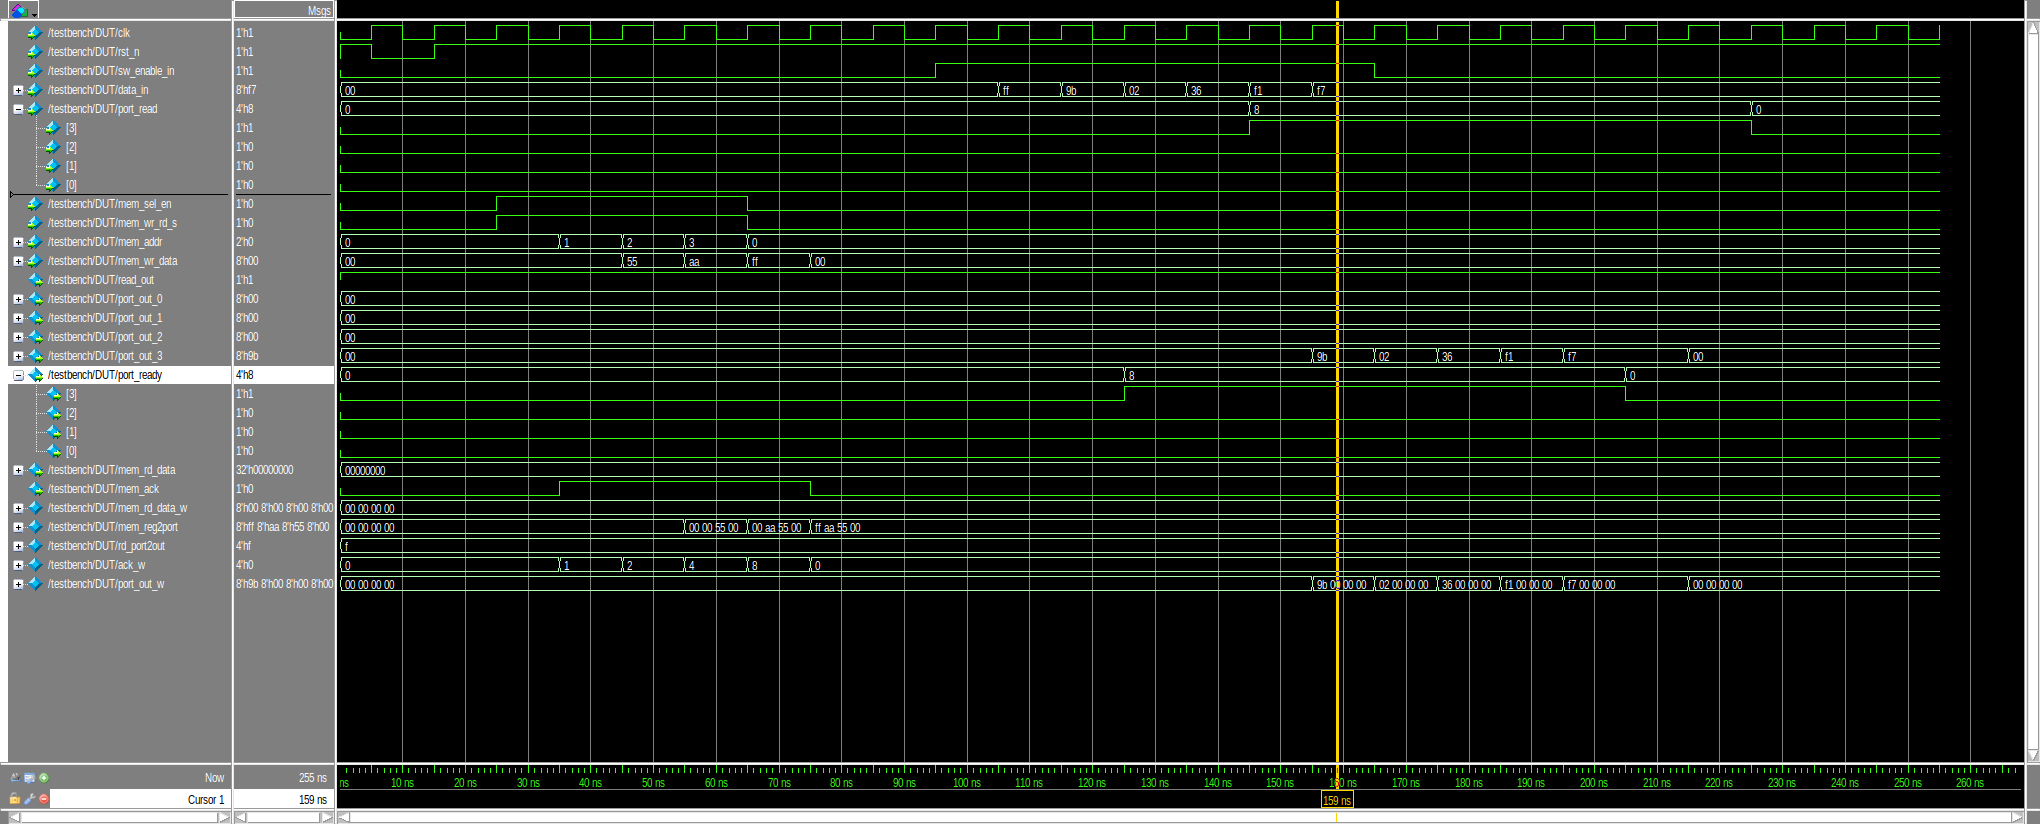 Msgs
/testbench/DUT/clk 1'h1
/testbench/DUT/rst_n 1'h1
/testbench/DUT/sw_enable_in 1'h1
/testbench/DUT/data_in 8'hf7 00 ff 9b 02 36 f1 f7
/testbench/DUT/port_read 4'h8 0 8 0
[3] 1'h1
[2] 1'h0
[1] 1'h0
[0] 1'h0
/testbench/DUT/mem_sel_en 1'h0
/testbench/DUT/mem_wr_rd_s 1'h0
/testbench/DUT/mem_addr 2'h0 0 1 2 3 0
/testbench/DUT/mem_wr_data 8'h00 00 55 aa ff 00
/testbench/DUT/read_out 1'h1
/testbench/DUT/port_out_0 8'h00 00
/testbench/DUT/port_out_1 8'h00 00
/testbench/DUT/port_out_2 8'h00 00
/testbench/DUT/port_out_3 8'h9b 00 9b 02 36 f1 f7 00
/testbench/DUT/port_ready 4'h8 0 8 0
[3] 1'h1
[2] 1'h0
[1] 1'h0
[0] 1'h0
/testbench/DUT/mem_rd_data 32'h00000000 00000000
/testbench/DUT/mem_ack 1'h0
/testbench/DUT/mem_rd_data_w 8'h00 8'h00 8'h00 8'h00 00 00 00 00
/testbench/DUT/mem_reg2port 8'hff 8'haa 8'h55 8'h00 00 00 00 00 00 00 55 00 00 aa 55 00 ff aa 55 00
/testbench/DUT/rd_port2out 4'hf f
/testbench/DUT/ack_w 4'h0 0 1 2 4 8 0
/testbench/DUT/port_out_w 8'h9b 8'h00 8'h00 8'h00 00 00 00 00 9b 00 00 00 02 00 00 00 36 00 00 00 f1 00 00 00 f7 00 00 00 00 00 00 00
Now 255 ns ns 10 ns 20 ns 30 ns 40 ns 50 ns 60 ns 70 ns 80 ns 90 ns 100 ns 110 ns 120 ns 130 ns 140 ns 150 ns 160 ns 170 ns 180 ns 190 ns 200 ns 210 ns 220 ns 230 ns 240 ns 250 ns 260 ns
Cursor 1 159 ns 159 ns